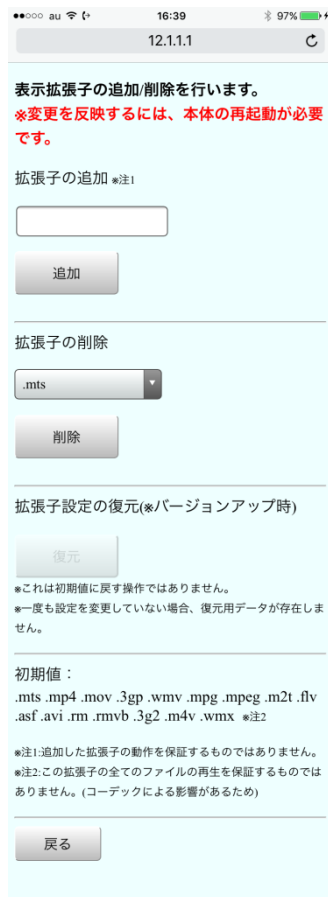 au 16:39 97%
12.1.1.1
表示拡張子の追加/削除を行います。
※変更を反映するには、本体の再起動が必要
です。
拡張子の追加 ※注1
追加
拡張子の削除
.mts
削除
拡張子設定の復元(※バージョンアップ時)
復元
※これは初期値に戻す操作ではありません。
※一度も設定を変更していない場合、復元用データが存在しま
せん。
初期値：
.mts .mp4 .mov .3gp .wmv .mpg .mpeg .m2t .flv
.asf .avi .rm .rmvb .3g2 .m4v .wmx ※注2
※注1:追加した拡張子の動作を保証するものではありません。
※注2:この拡張子の全てのファイルの再生を保証するものでは
ありません。(コーデックによる影響があるため)
戻る